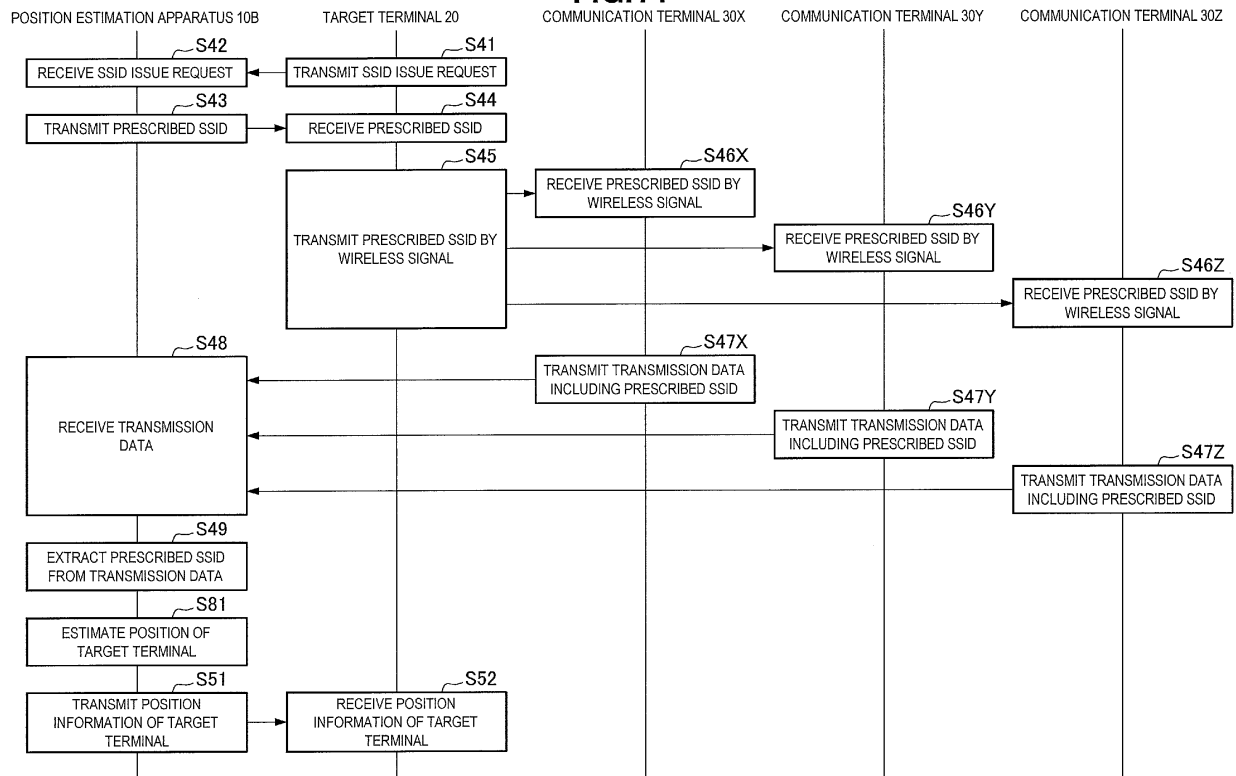 POSITION ESTIMATION APPARATUS 10B
TARGET TERMINAL 20
COMMUNICATION TERMINAL 30X
COMMUNICATION TERMINAL 30Y
COMMUNICATION TERMINAL 30Z
S42
RECEIVE SSID ISSUE REQUEST
S41
TRANSMIT SSID ISSUE REQUEST
S43
TRANSMIT PRESCRIBED SSID
S44
RECEIVE PRESCRIBED SSID
S45
TRANSMIT PRESCRIBED SSID BY
WIRELESS SIGNAL
S46X
RECEIVE PRESCRIBED SSID BY
WIRELESS SIGNAL
S46Y
RECEIVE PRESCRIBED SSID BY
WIRELESS SIGNAL
S46Z
RECEIVE PRESCRIBED SSID BY
WIRELESS SIGNAL
S48
RECEIVE TRANSMISSION
DATA
S47X
TRANSMIT TRANSMISSION DATA
INCLUDING PRESCRIBED SSID
S47Y
TRANSMIT TRANSMISSION DATA
INCLUDING PRESCRIBED SSID
S47Z
TRANSMIT TRANSMISSION DATA
INCLUDING PRESCRIBED SSID
S49
EXTRACT PRESCRIBED SSID
FROM TRANSMISSION DATA
S81
ESTIMATE POSITION OF
TARGET TERMINAL
S51
TRANSMIT POSITION
INFORMATION OF TARGET
TERMINAL
S52
RECEIVE POSITION
INFORMATION OF TARGET
TERMINAL